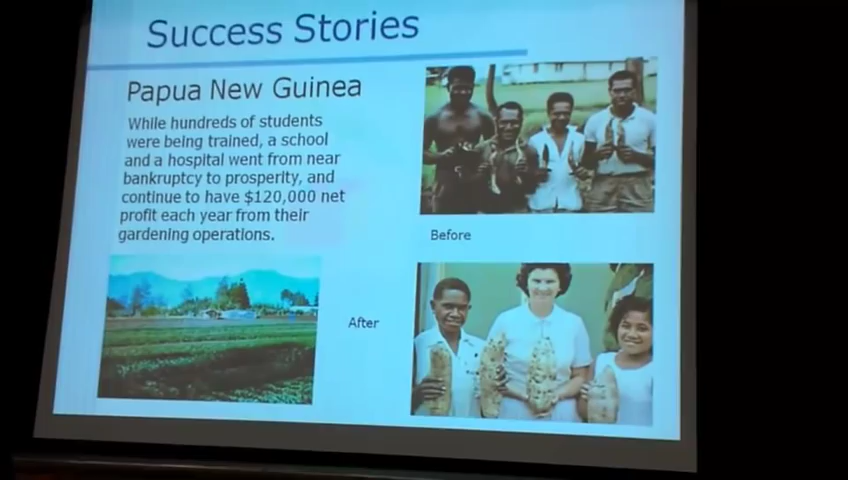 Success Stories
Papua New Guinea
While hundreds of students
were being trained, a school
and a hospital went from near
bankruptcy to prosperity, and
continue to have $120,000 net
profit each year from their
gardening operations.
Before
After